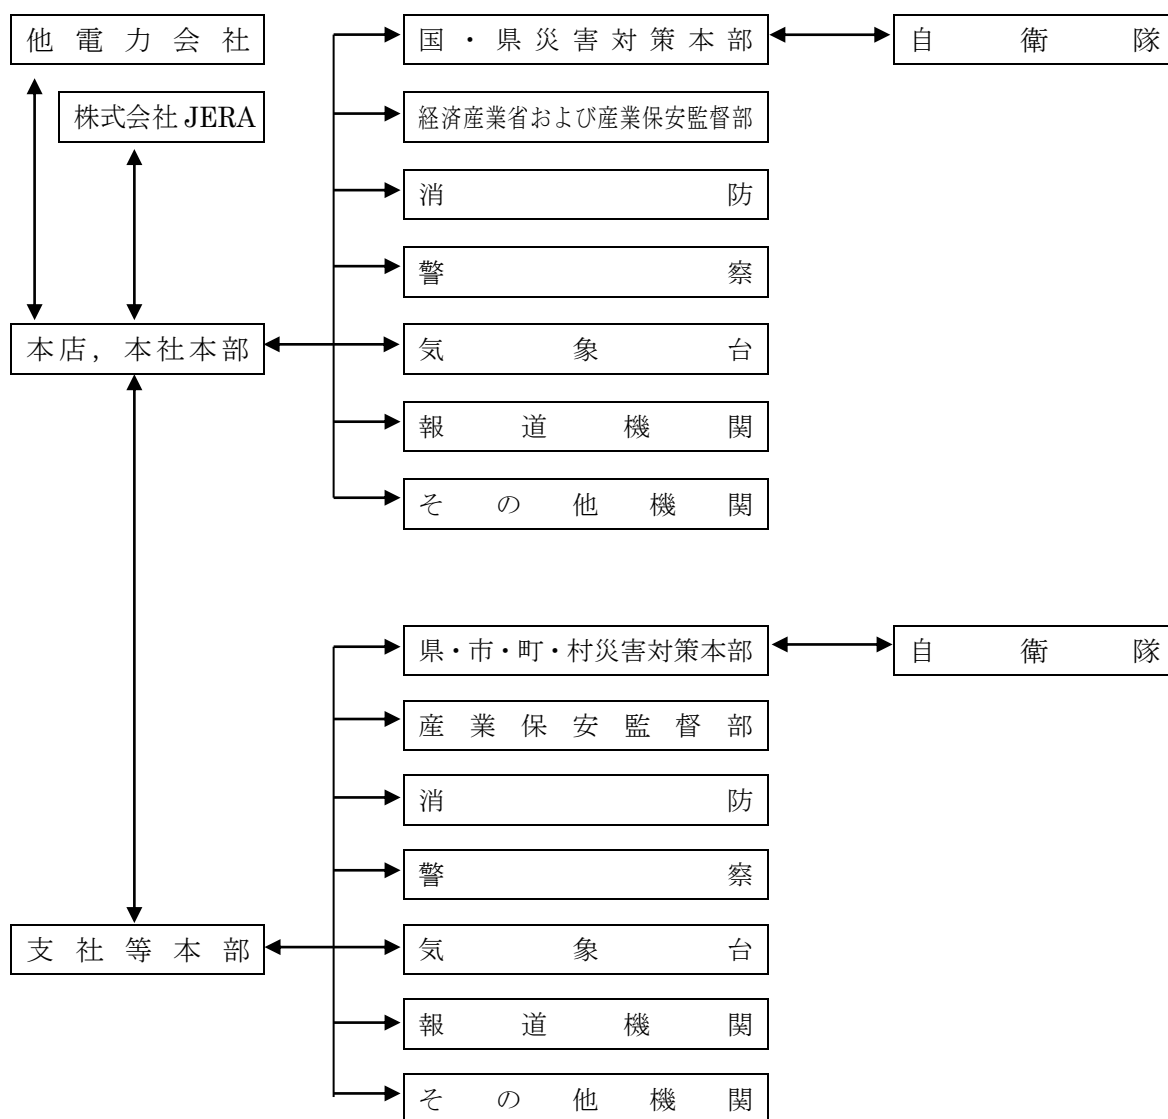 他電力会社
株式会社 JERA
本店，本社本部
国・県災害対策本部
自衛隊
経済産業省および産業保安監督部
消防
警察
気象台
報道機関
その他機関
支社等本部
県・市・町・村災害対策本部
自衛隊
産業保安監督部
消防
警察
気象台
報道機関
その他機関